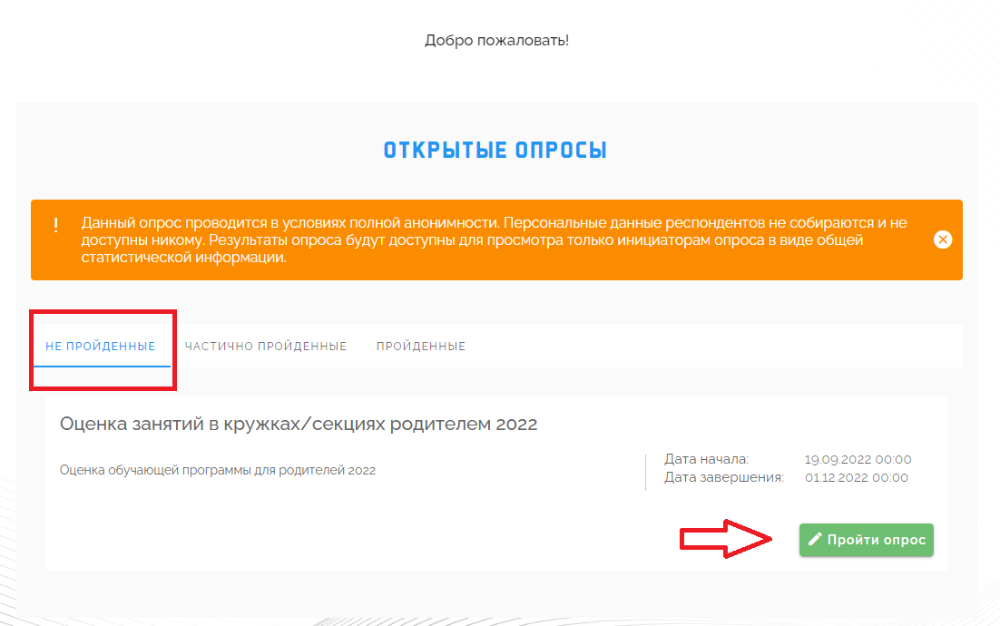 Добро пожаловать!
ОТКРЫТЫЕ ОПРОСЫ
! Данный опрос проводится в условиях полной анонимности. Персональные данные респондентов не собираются и не
доступны никому. Результаты опроса будут доступны для просмотра только инициаторам опроса в виде общей
статистической информации.
НЕ ПРОЙДЕННЫЕ ЧАСТИЧНО ПРОЙДЕННЫЕ ПРОЙДЕННЫЕ
Оценка занятий в кружках/секциях родителем 2022
Оценка обучающей программы для родителей 2022
Дата начала: 19.09.2022 00:00
Дата завершения: 01.12.2022 00:00
Пройти опрос